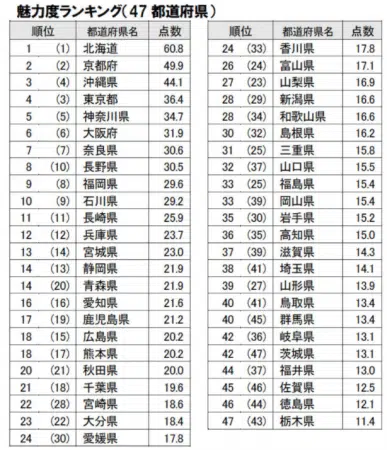 魅力度ランキング(47都道府県)
順位 都道府県名 点数
1 (1) 北海道 60.8
2 (2) 京都府 49.9
3 (4) 沖縄県 44.1
4 (3) 東京都 36.4
5 (5) 神奈川県 34.7
6 (6) 大阪府 31.9
7 (7) 奈良県 30.6
8 (10) 長野県 30.5
9 (8) 福岡県 29.6
10 (9) 石川県 29.2
11 (11) 長崎県 25.9
12 (12) 兵庫県 23.7
13 (14) 宮城県 23.0
14 (13) 静岡県 21.9
14 (20) 青森県 21.9
16 (16) 愛知県 21.6
17 (19) 鹿児島県 21.2
18 (15) 広島県 20.2
18 (17) 熊本県 20.2
20 (21) 秋田県 20.0
21 (18) 千葉県 19.6
22 (28) 宮崎県 18.6
23 (22) 大分県 18.4
24 (30) 愛媛県 17.8
順位 都道府県名 点数
24 (33) 香川県 17.8
26 (24) 富山県 17.1
27 (23) 山梨県 16.9
28 (29) 新潟県 16.6
28 (34) 和歌山県 16.6
30 (32) 島根県 16.2
31 (25) 三重県 15.8
32 (37) 山口県 15.5
33 (25) 福島県 15.4
33 (39) 岡山県 15.4
35 (30) 岩手県 15.2
36 (35) 高知県 15.0
37 (39) 滋賀県 14.3
38 (41) 埼玉県 14.1
39 (27) 山形県 13.9
40 (41) 鳥取県 13.4
40 (45) 群馬県 13.4
42 (36) 岐阜県 13.1
42 (47) 茨城県 13.1
44 (37) 福井県 13.0
45 (46) 佐賀県 12.5
46 (44) 徳島県 12.1
47 (43) 栃木県 11.4